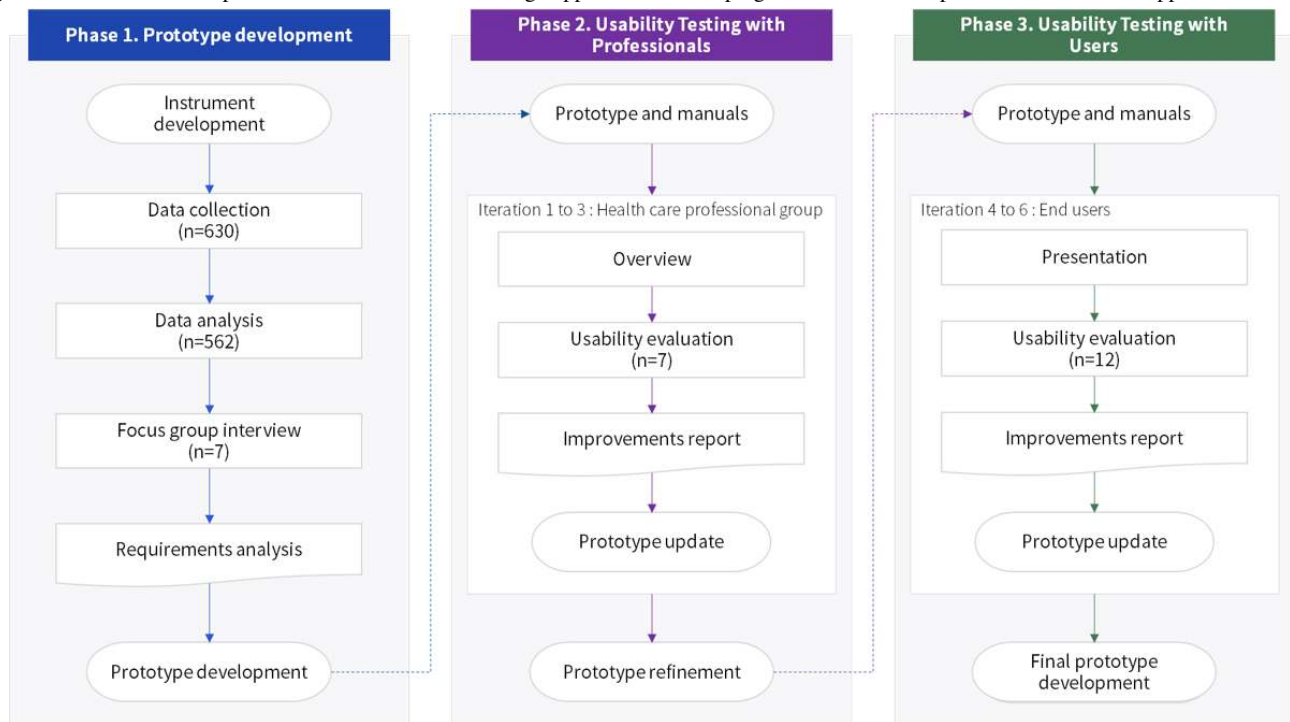 Phase 1. Prototype development
Instrument
development
Data collection
(n=630)
Data analysis
(n=562)
Focus group interview
(n=7)
Requirements analysis
Prototype development
Phase 2. Usability Testing with
Professionals
Prototype and manuals
Iteration 1 to 3 : Health care professional group
Overview
Usability evaluation
(n=7)
Improvements report
Prototype update
Prototype refinement
Phase 3. Usability Testing with
Users
Prototype and manuals
Iteration 4 to 6 : End users
Presentation
Usability evaluation
(n=12)
Improvements report
Prototype update
Final prototype
development